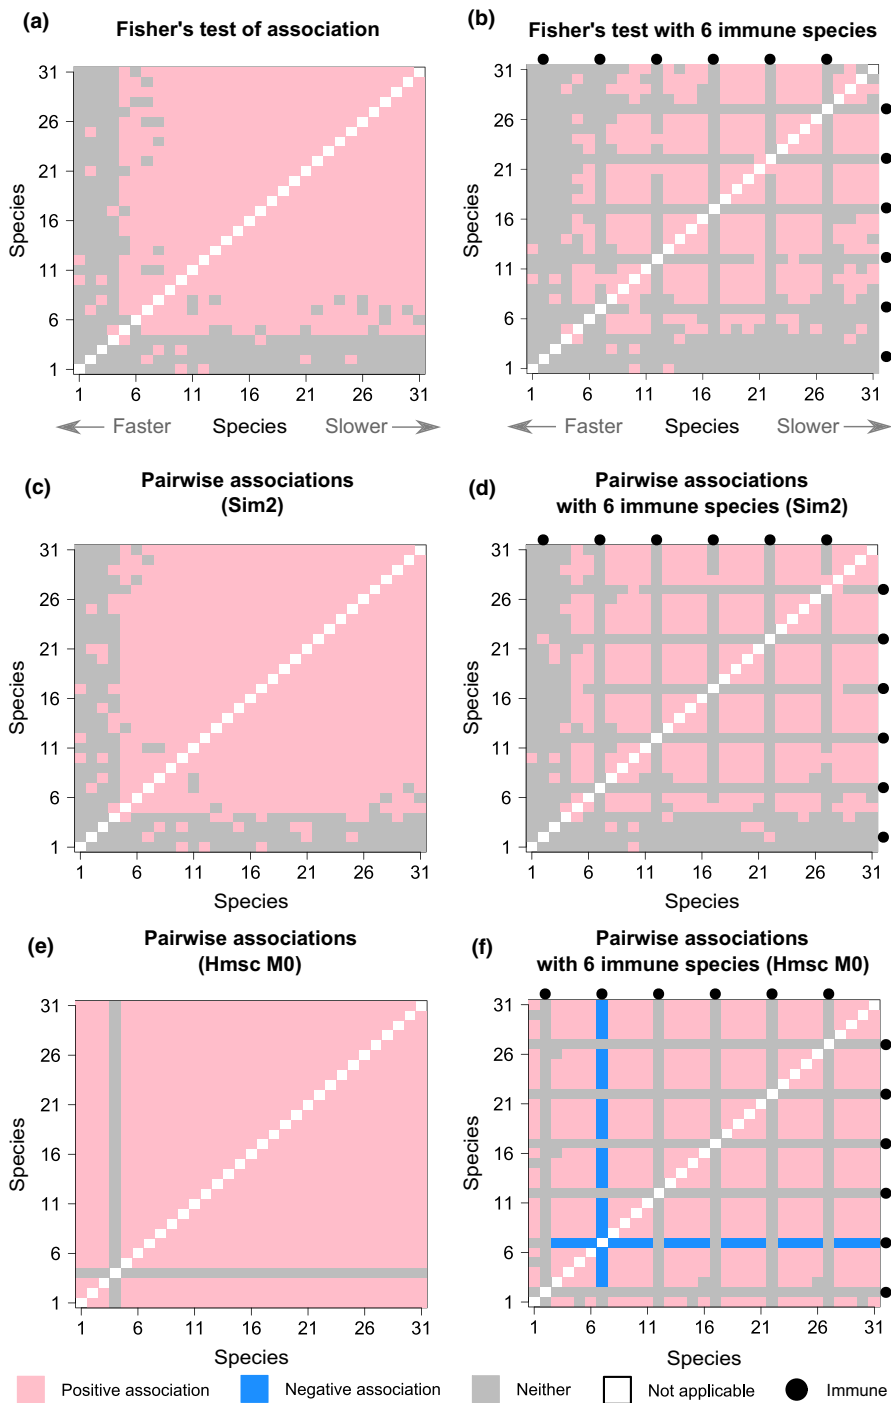 (a)
Fisher's test of association
31
26
21
16
11
6
1
Species
1 6 11 16 21 26 31
Faster Species Slower
(b)
Fisher's test with 6 immune species
31
26
21
16
11
6
1
Species
1 6 11 16 21 26 31
Faster Species Slower
(c)
Pairwise associations
(Sim2)
31
26
21
16
11
6
1
Species
1 6 11 16 21 26 31
Species
(d)
Pairwise associations
with 6 immune species (Sim2)
31
26
21
16
11
6
1
Species
1 6 11 16 21 26 31
Species
(e)
Pairwise associations
(Hmsc M0)
31
26
21
16
11
6
1
Species
1 6 11 16 21 26 31
Species
(f)
Pairwise associations
with 6 immune species (Hmsc M0)
31
26
21
16
11
6
1
Species
1 6 11 16 21 26 31
Species
Positive association Negative association Neither Not applicable Immune